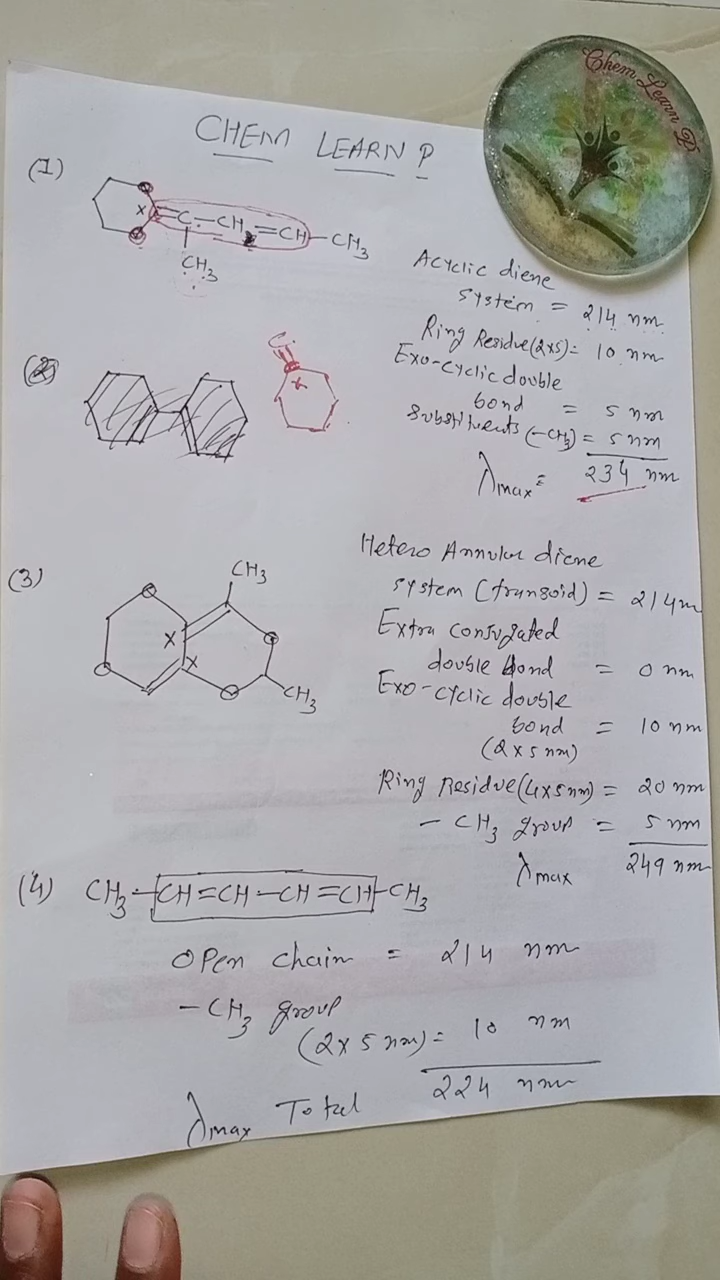 Chem Learn P
CHEM LEARN P
(1)
X =C-CH=CH-CH3
CH3
Acyclic diene
system = 214 nm
Ring Residue (2x5)= 10 nm
Exo-cyclic double
bond = 5 nm
Substituents (-CH3) = 5 nm
λmax = 234 nm
(2)
C
X
(3)
CH3
X
X
CH3
Hetero Annular diene
system (transoid) = 214m
Extra conjugated
double bond = 0 nm
Exo-cyclic double
bond = 10 nm
(2x5 nm)
Ring Residue (4x5 nm) = 20 nm
- CH3 group = 5 nm
λmax 249 nm
(4) CH3-CH=CH-CH=CH-CH3
Open chain = 214 nm
-CH3 group
(2x5 nm)= 10 nm
λmax Total 224 nm